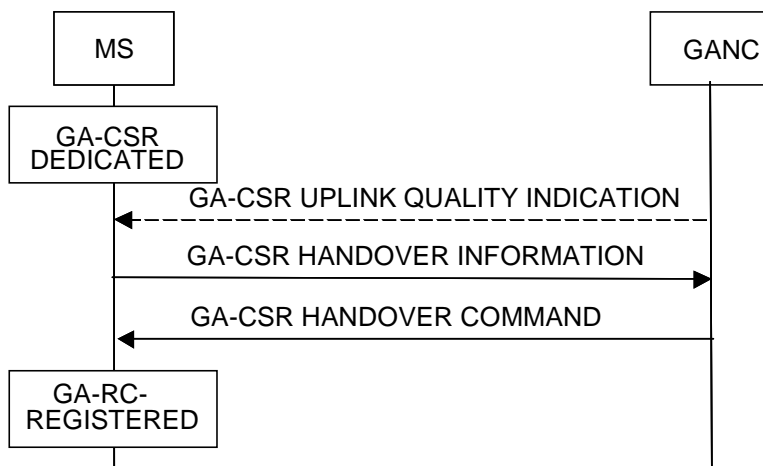 MS
GANC
GA-CSR
DEDICATED
GA-CSR UPLINK QUALITY INDICATION
GA-CSR HANDOVER INFORMATION
GA-CSR HANDOVER COMMAND
GA-RC-
REGISTERED